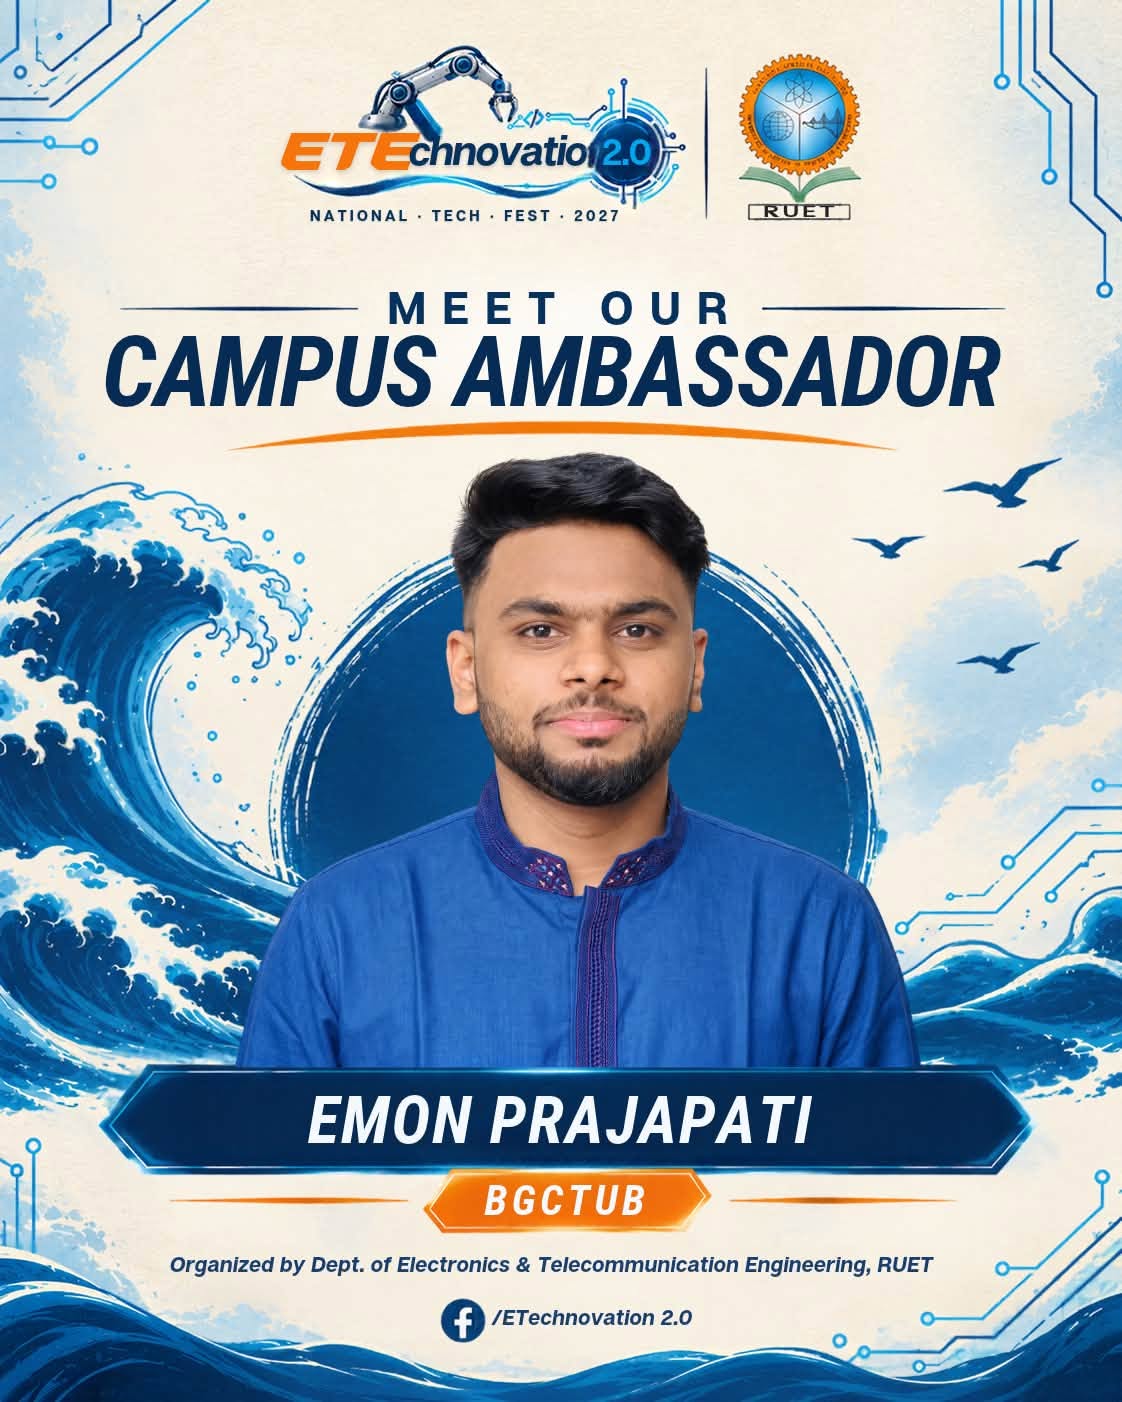 ETEchnovation 2.0
NATIONAL · TECH · FEST · 2027
RUET
MEET OUR
CAMPUS AMBASSADOR
EMON PRAJAPATI
BGCTUB
Organized by Dept. of Electronics & Telecommunication Engineering, RUET
/ETechnovation 2.0